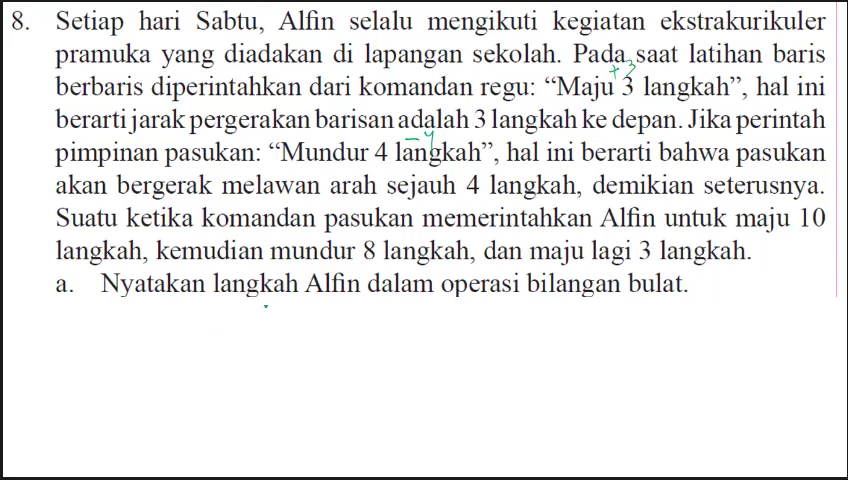 8. Setiap hari Sabtu, Alfin selalu mengikuti kegiatan ekstrakurikuler
pramuka yang diadakan di lapangan sekolah. Pada saat latihan baris
+3
berbaris diperintahkan dari komandan regu: “Maju 3 langkah”, hal ini
berarti jarak pergerakan barisan adalah 3 langkah ke depan. Jika perintah
-4
pimpinan pasukan: “Mundur 4 langkah”, hal ini berarti bahwa pasukan
akan bergerak melawan arah sejauh 4 langkah, demikian seterusnya.
Suatu ketika komandan pasukan memerintahkan Alfin untuk maju 10
langkah, kemudian mundur 8 langkah, dan maju lagi 3 langkah.
a. Nyatakan langkah Alfin dalam operasi bilangan bulat.